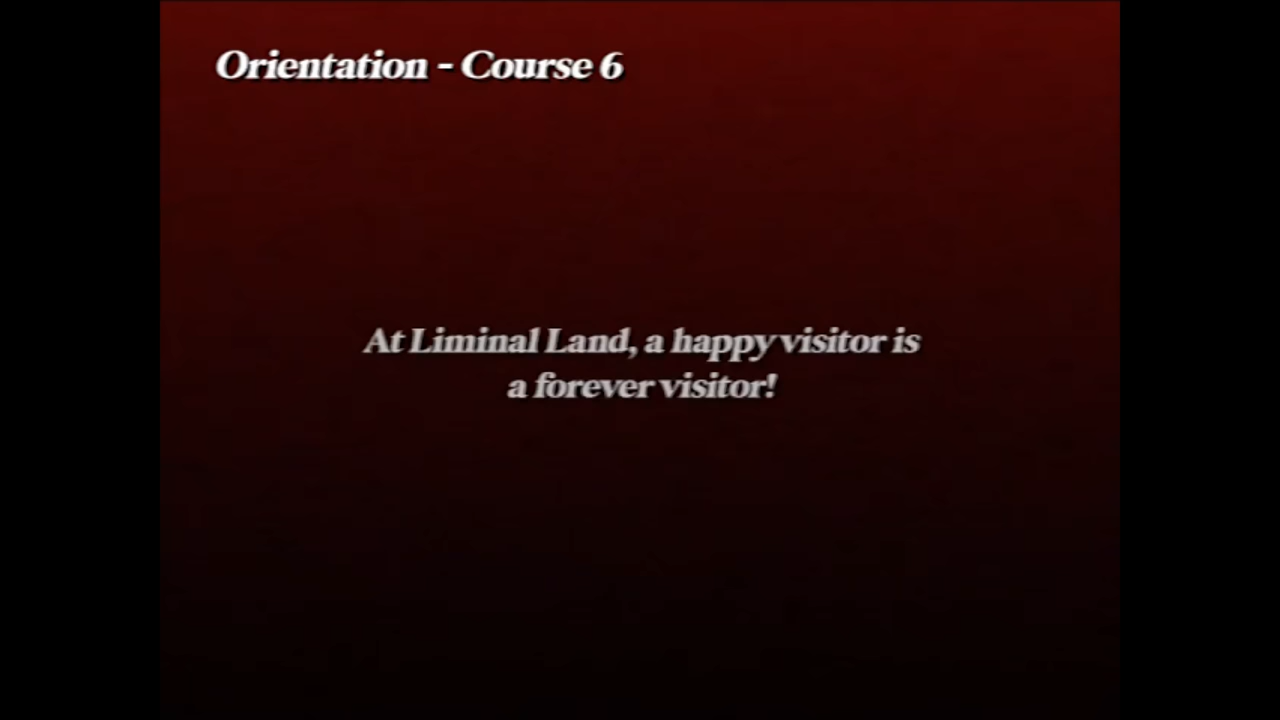 Orientation - Course 6
At Liminal Land, a happy visitor is
a forever visitor!